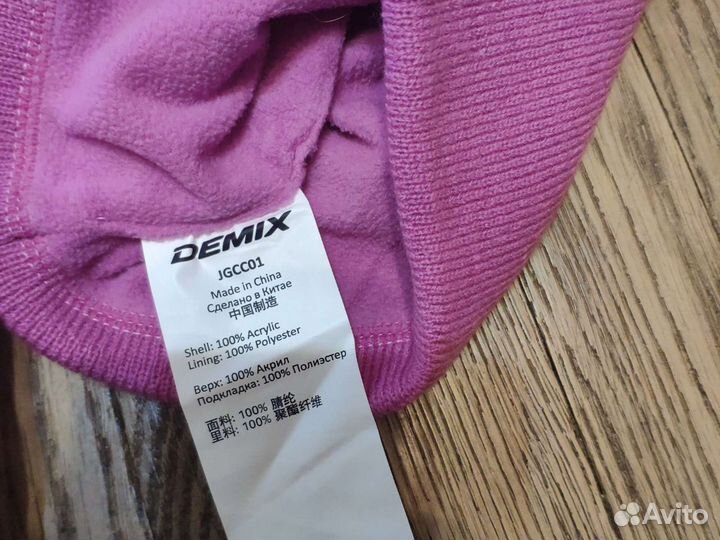 DEMIX
JGCC01
Made in China
Сделано в Китае
中国制造
Shell: 100% Acrylic
Lining: 100% Polyester
Верх: 100% Акрил
Подкладка: 100% Полиэстер
面料: 100% 腈纶
里料: 100% 聚酯纤维
Avito